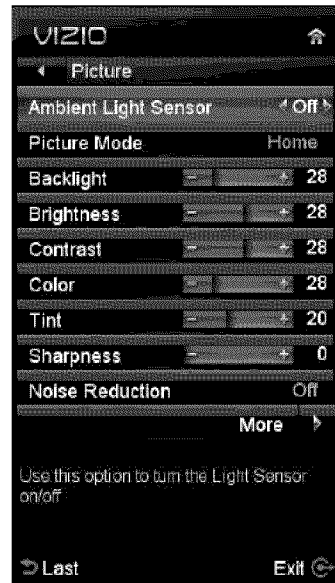 VIZIO
Picture
Ambient Light Sensor Off
Picture Mode Home
Backlight 28
Brightness 28
Contrast 28
Color 28
Tint 20
Sharpness 0
Noise Reduction Off
More
Use this option to turn the Light Sensor
on/off
Last Exit